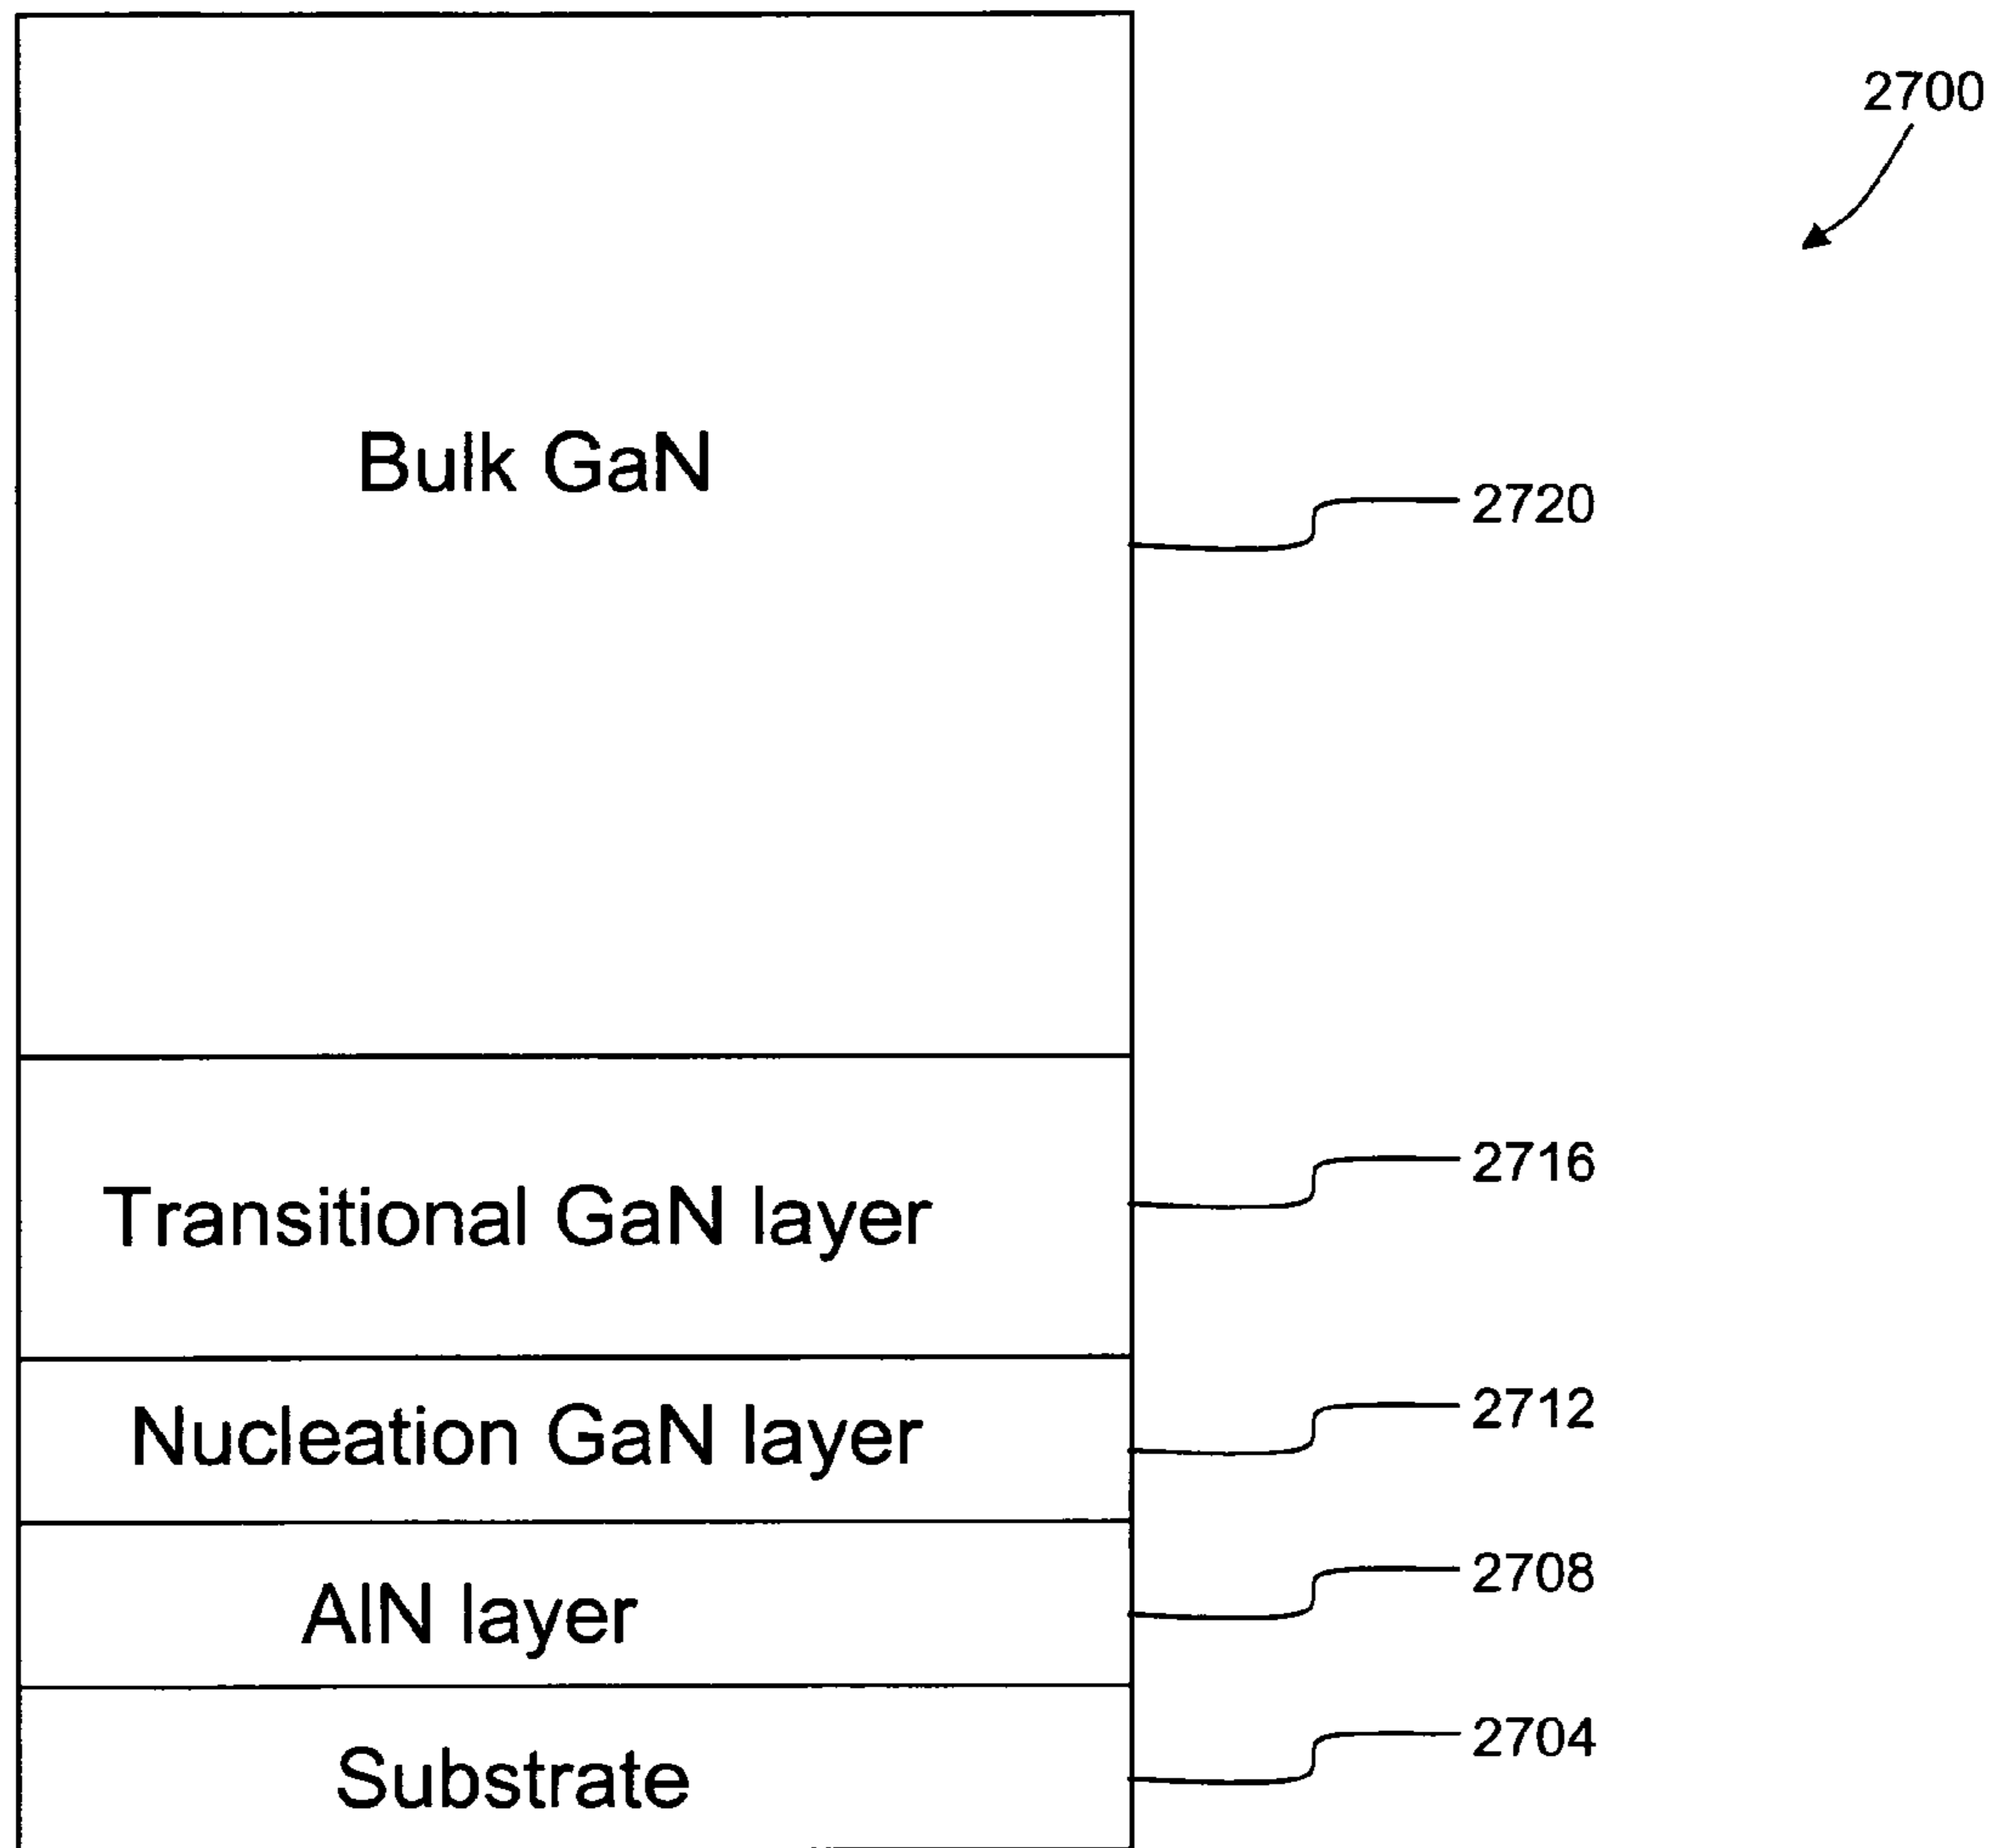 2700
Bulk GaN
2720
Transitional GaN layer
2716
Nucleation GaN layer
2712
AlN layer
2708
Substrate
2704